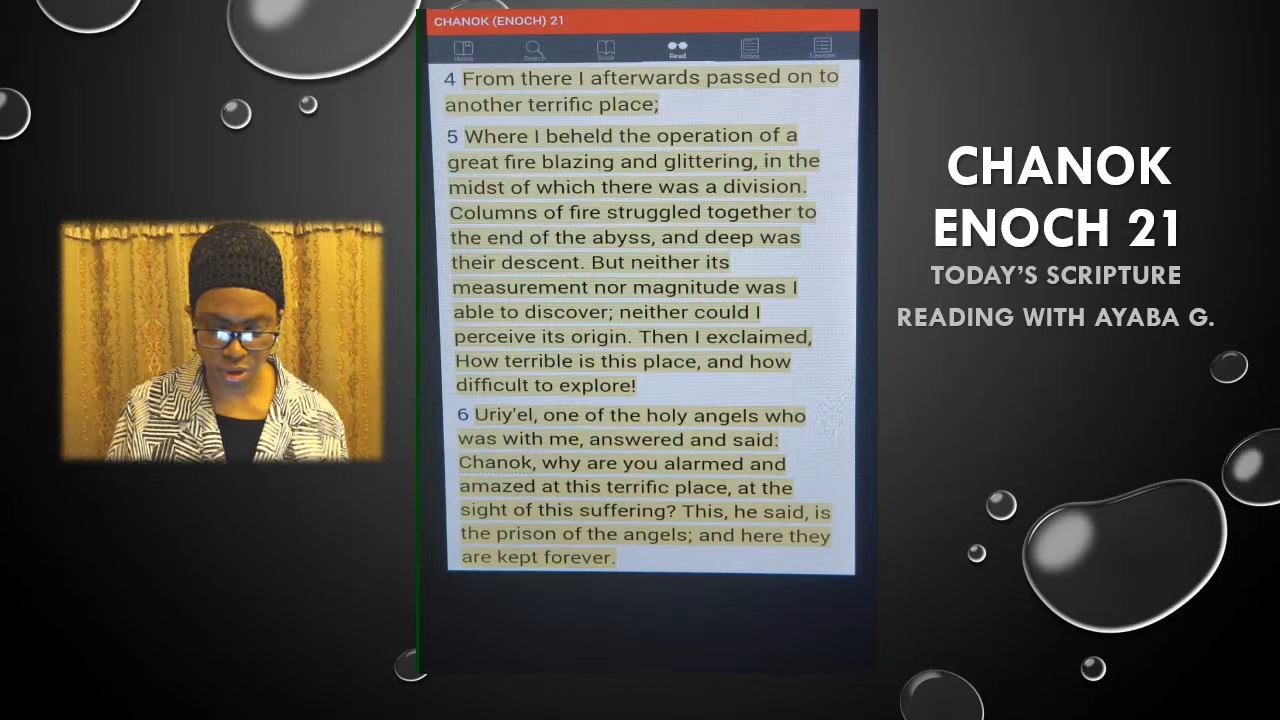 CHANOK (ENOCH) 21
Home Search Book Read Notes
4 From there I afterwards passed on to
another terrific place;
5 Where I beheld the operation of a
great fire blazing and glittering, in the
midst of which there was a division.
Columns of fire struggled together to
the end of the abyss, and deep was
their descent. But neither its
measurement nor magnitude was I
able to discover; neither could I
perceive its origin. Then I exclaimed,
How terrible is this place, and how
difficult to explore!
6 Uriy'el, one of the holy angels who
was with me, answered and said:
Chanok, why are you alarmed and
amazed at this terrific place, at the
sight of this suffering? This, he said, is
the prison of the angels; and here they
are kept forever.
CHANOK
ENOCH 21
TODAY'S SCRIPTURE
READING WITH AYABA G.